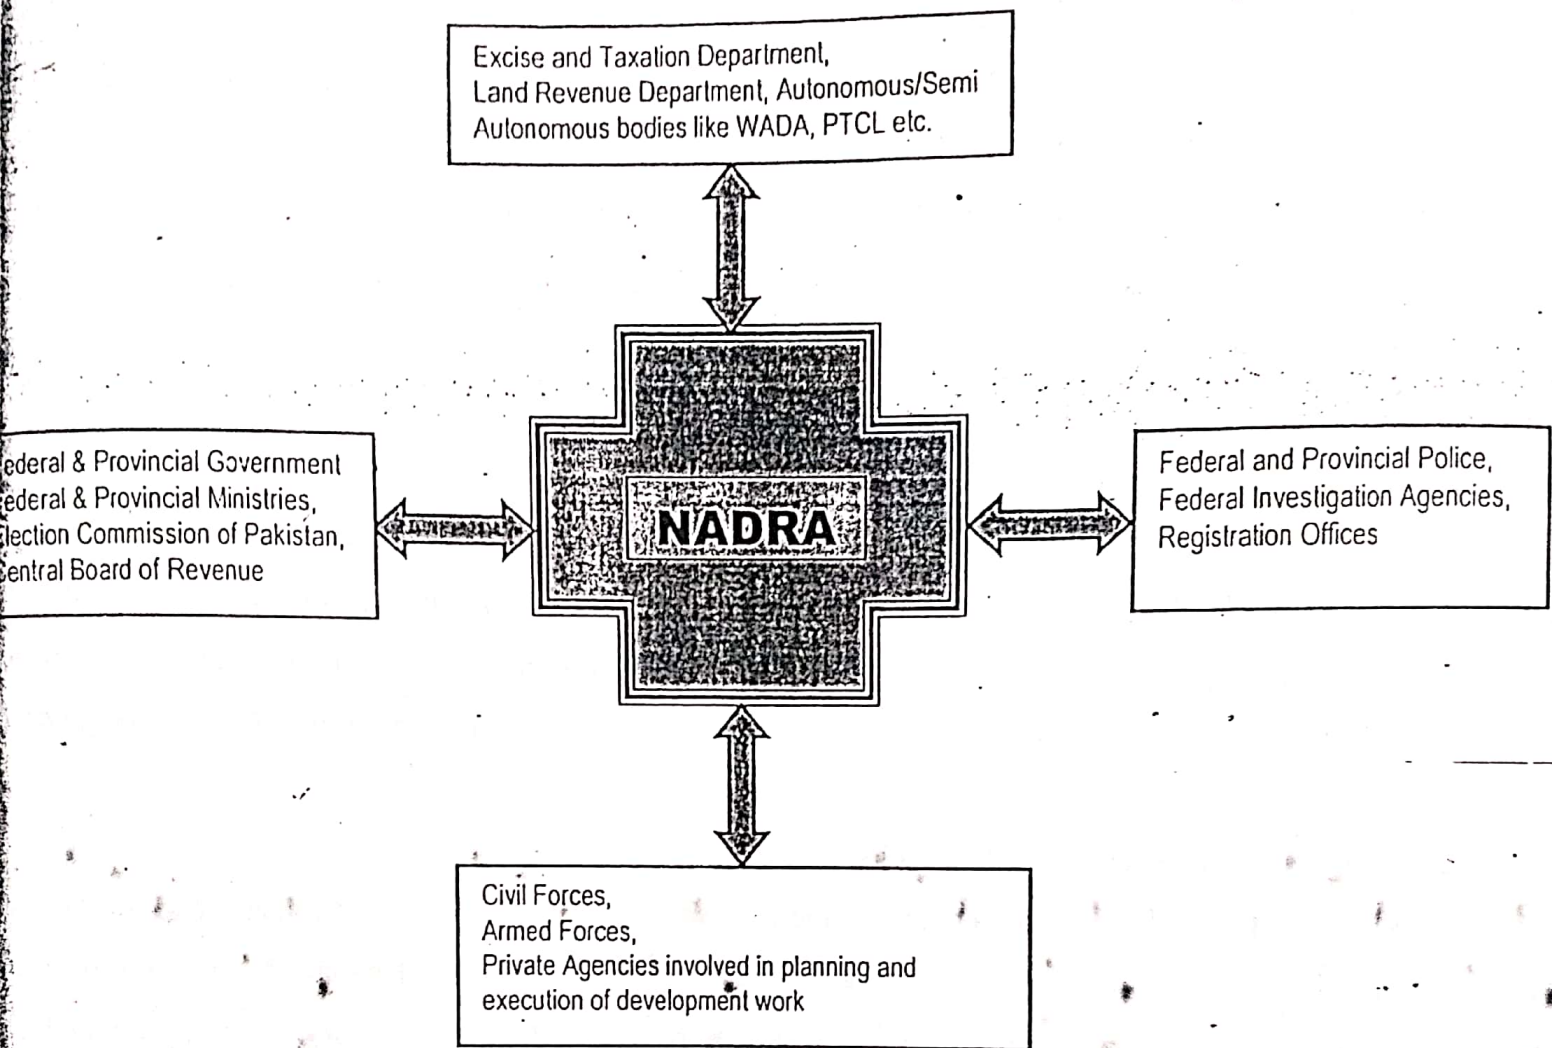 Excise and Taxation Department,
Land Revenue Department, Autonomous/Semi
Autonomous bodies like WADA, PTCL etc.
ederal & Provincial Government
ederal & Provincial Ministries,
lection Commission of Pakistan,
entral Board of Revenue
NADRA
Federal and Provincial Police,
Federal Investigation Agencies,
Registration Offices
Civil Forces,
Armed Forces,
Private Agencies involved in planning and
execution of development work